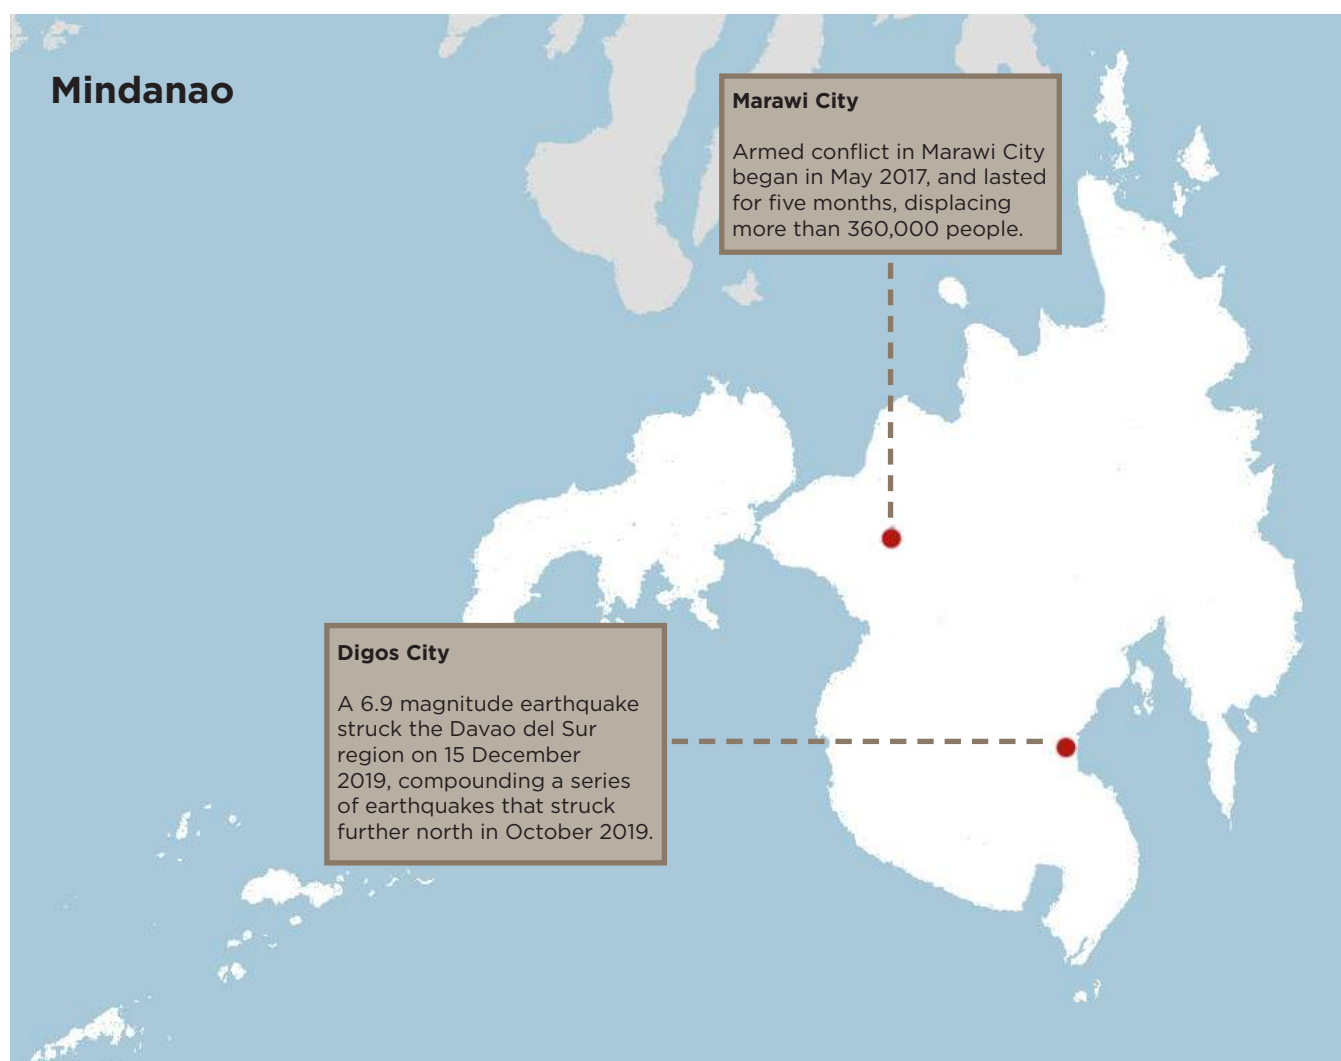 Mindanao
Marawi City
Armed conflict in Marawi City
began in May 2017, and lasted
for five months, displacing
more than 360,000 people.
Digos City
A 6.9 magnitude earthquake
struck the Davao del Sur
region on 15 December
2019, compounding a series
of earthquakes that struck
further north in October 2019.